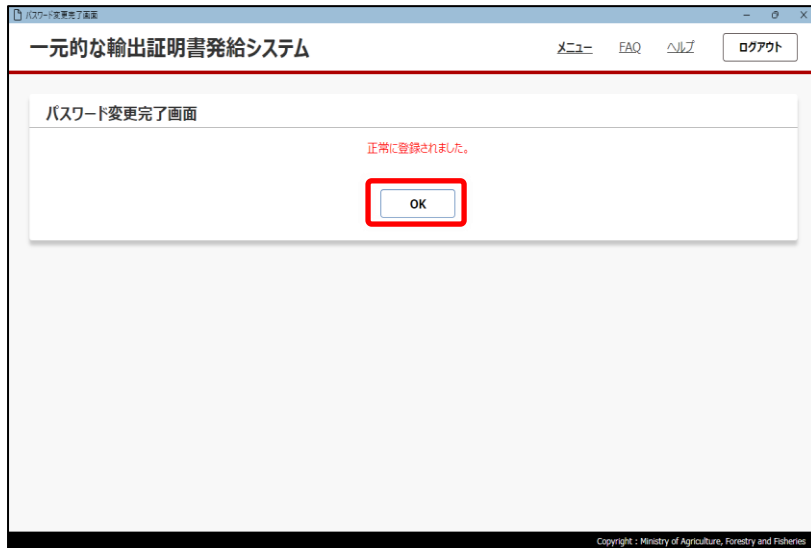 パスワード変更完了画面
一元的な輸出証明書発給システム
メニュー FAQ ヘルプ ログアウト
パスワード変更完了画面
正常に登録されました。
OK
Copyright : Ministry of Agriculture, Forestry and Fisheries